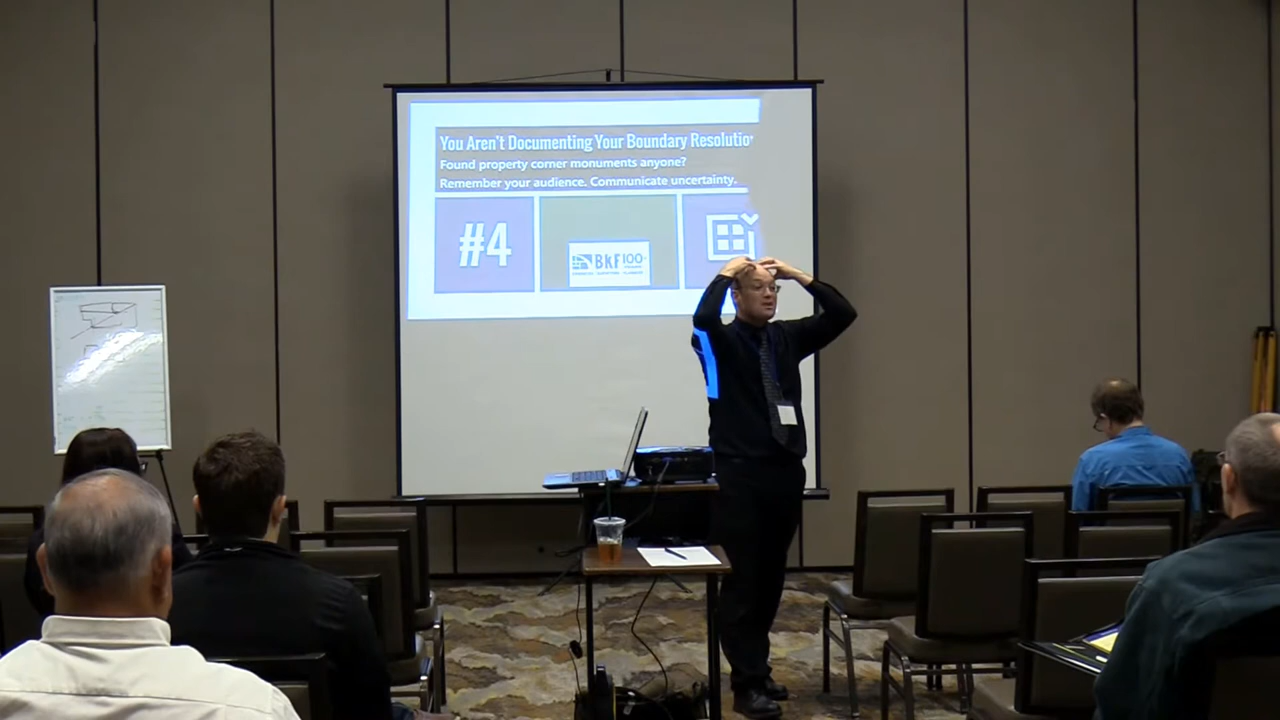 You Aren't Documenting Your Boundary Resolutio
Found property corner monuments anyone?
Remember your audience. Communicate uncertainty.
#4
BKF 100+